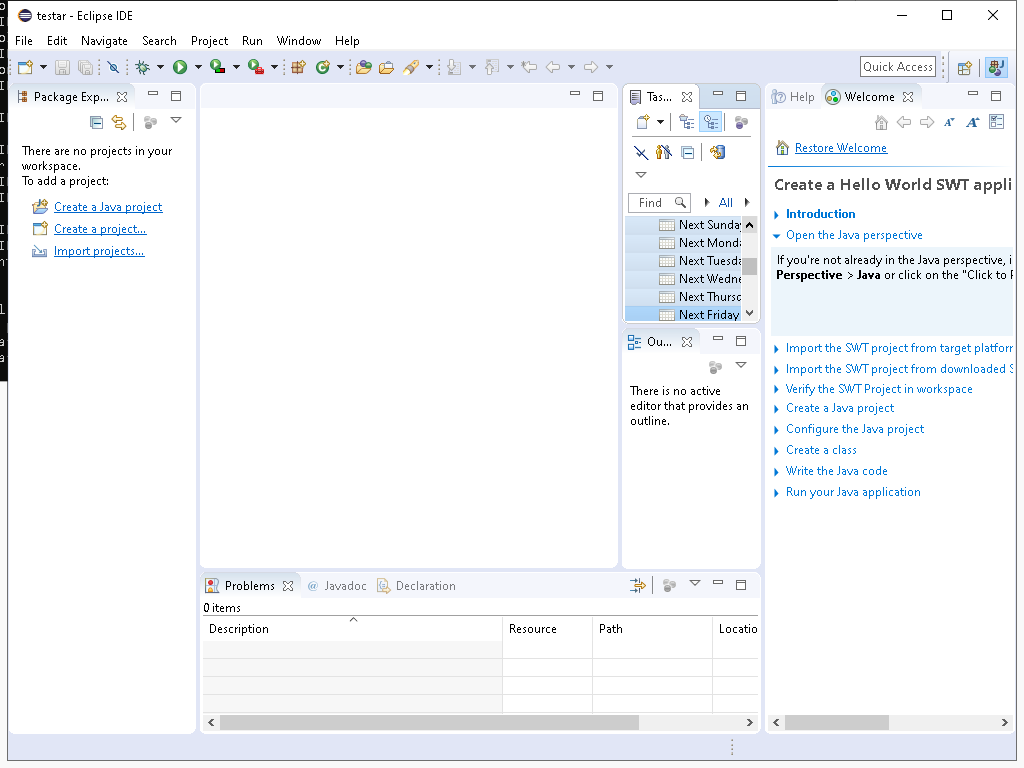 testar - Eclipse IDE
File Edit Navigate Search Project Run Window Help
Quick Access
Package Exp...
There are no projects in your
workspace.
To add a project:
Create a Java project
Create a project...
Import projects...
Tas...
Find
All
Next Sunda
Next Monda
Next Tuesda
Next Wedne
Next Thursd
Next Friday
Ou...
There is no active
editor that provides an
outline.
Help Welcome
Restore Welcome
Create a Hello World SWT appli
Introduction
Open the Java perspective
If you're not already in the Java perspective, i
Perspective > Java or click on the "Click to P
Import the SWT project from target platfor
Import the SWT project from downloaded S
Verify the SWT Project in workspace
Create a Java project
Configure the Java project
Create a class
Write the Java code
Run your Java application
Problems @ Javadoc Declaration
0 items
Description Resource Path Locatio